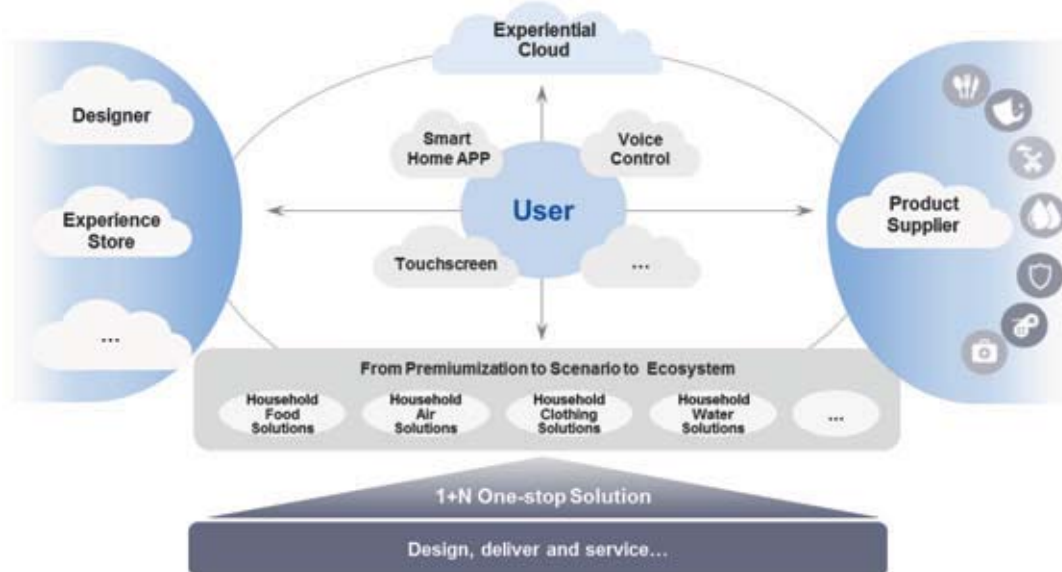 Experiential
Cloud
Designer
Smart
Home APP
Voice
Control
Experience
Store
User
Product
Supplier
Touchscreen
...
...
From Premiumization to Scenario to Ecosystem
Household
Food
Solutions
Household
Air
Solutions
Household
Clothing
Solutions
Household
Water
Solutions
...
1+N One-stop Solution
Design, deliver and service...